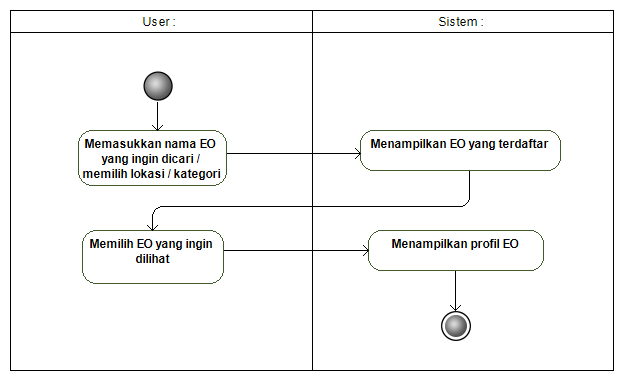 User :
Sistem :
Memasukkan nama EO
yang ingin dicari /
memilih lokasi / kategori
Menampilkan EO yang terdaftar
Memilih EO yang ingin
dilihat
Menampilkan profil EO